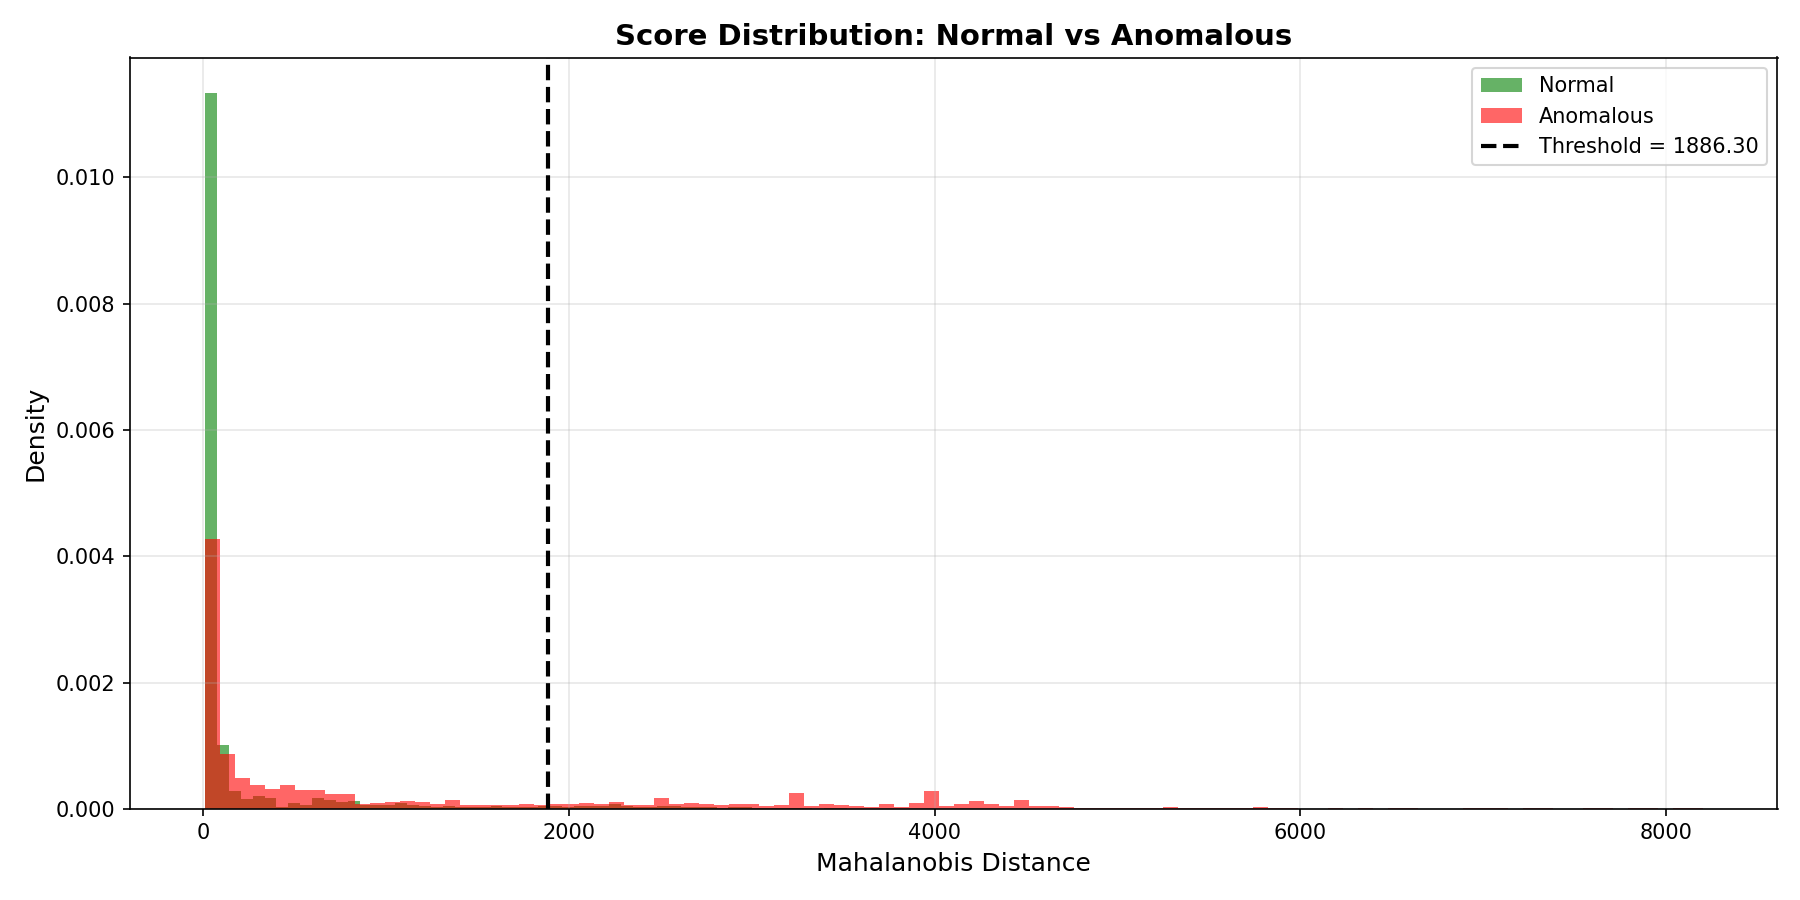 Score Distribution: Normal vs Anomalous
Normal
Anomalous
Threshold = 1886.30
Density
0.010
0.008
0.006
0.004
0.002
0.000
0
2000
4000
6000
8000
Mahalanobis Distance